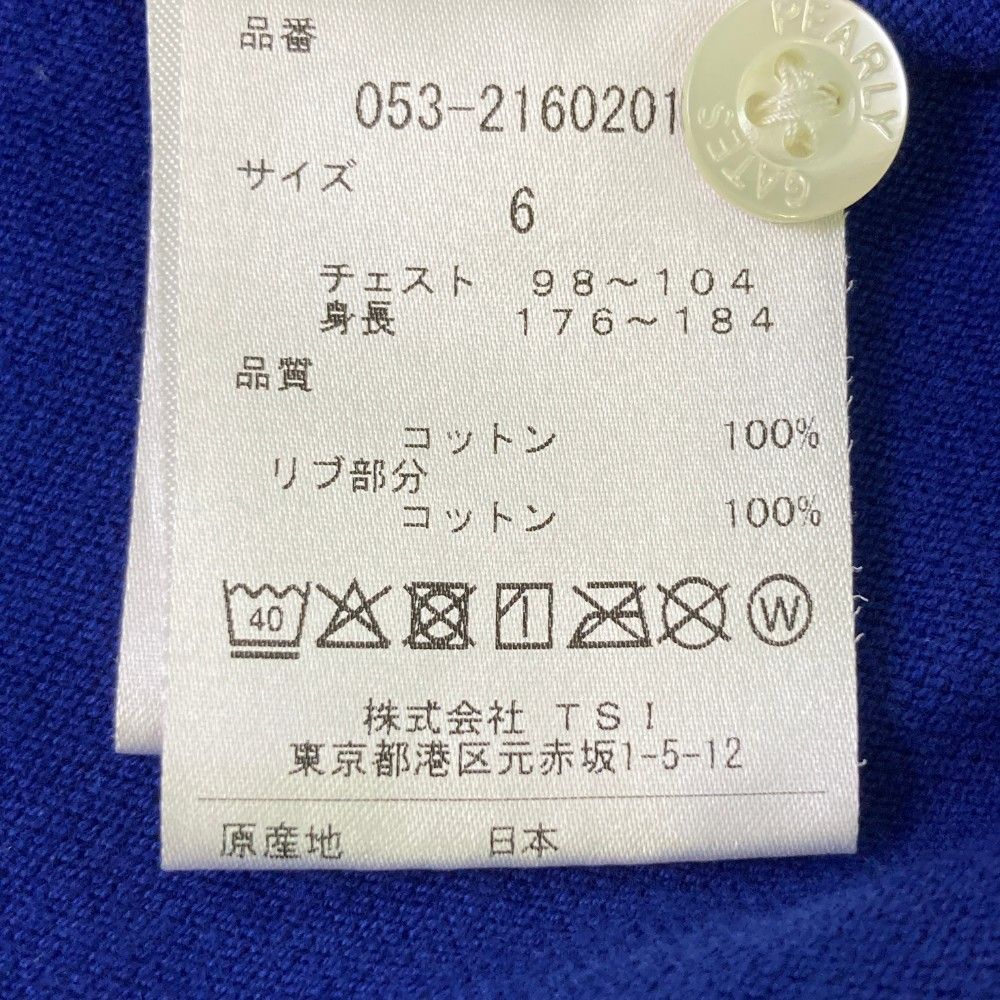 品番
053-2160201
サイズ
6
チェスト 98～104
身長 176～184
品質
コットン 100%
リブ部分
コットン 100%
40
W
株式会社 TSI
東京都港区元赤坂1-5-12
原産地 日本
PEARLY GATES